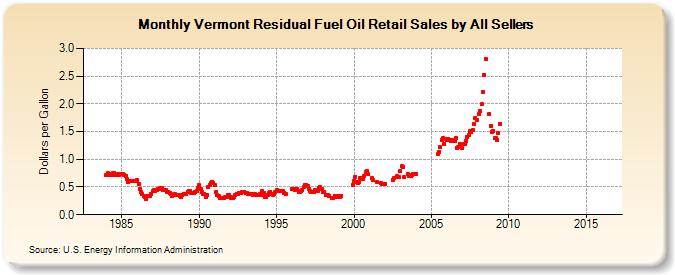 Monthly Vermont Residual Fuel Oil Retail Sales by All Sellers
Dollars per Gallon
3.0
2.5
2.0
1.5
1.0
0.5
0.0
1985 1990 1995 2000 2005 2010 2015
Source: U.S. Energy Information Administration